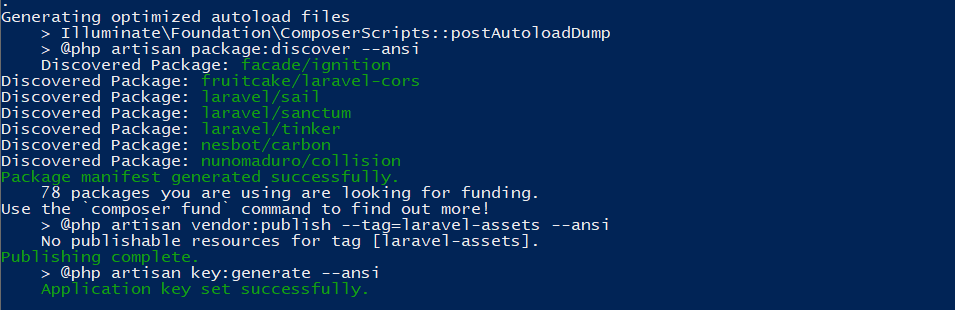 .
Generating optimized autoload files
> Illuminate\Foundation\ComposerScripts::postAutoloadDump
> @php artisan package:discover --ansi
Discovered Package: facade/ignition
Discovered Package: fruitcake/laravel-cors
Discovered Package: laravel/sail
Discovered Package: laravel/sanctum
Discovered Package: laravel/tinker
Discovered Package: nesbot/carbon
Discovered Package: nunomaduro/collision
Package manifest generated successfully.
78 packages you are using are looking for funding.
Use the `composer fund` command to find out more!
> @php artisan vendor:publish --tag=laravel-assets --ansi
No publishable resources for tag [laravel-assets].
Publishing complete.
> @php artisan key:generate --ansi
Application key set successfully.